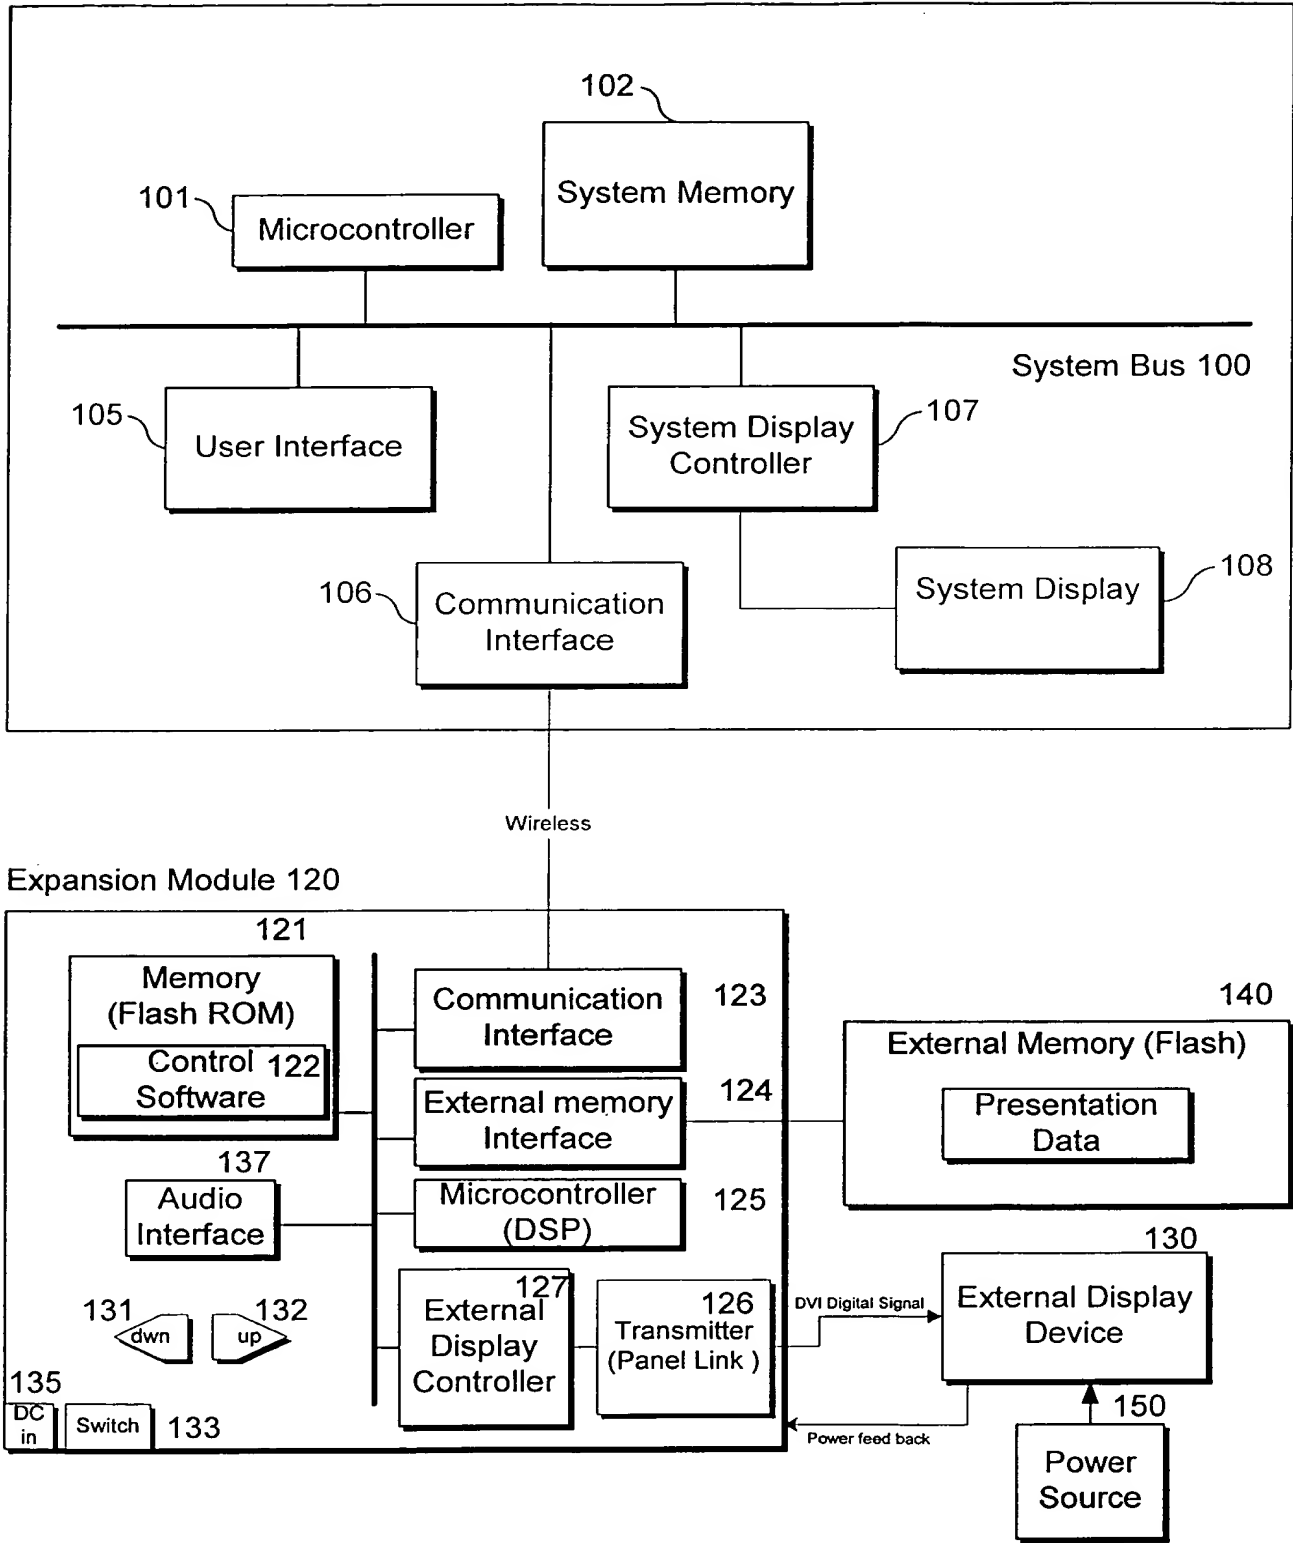 102
System Memory
101
Microcontroller
System Bus 100
105
User Interface
System Display
Controller
107
106
Communication
Interface
System Display
108
Wireless
Expansion Module 120
121
Memory
(Flash ROM)
Control
Software
122
Communication
Interface
123
External memory
Interface
124
140
External Memory (Flash)
Presentation
Data
137
Audio
Interface
Microcontroller
(DSP)
125
131
dwn
132
up
127
External
Display
Controller
126
Transmitter
(Panel Link )
DVI Digital Signal
130
External Display
Device
135
DC
in
Switch
133
Power feed back
150
Power
Source